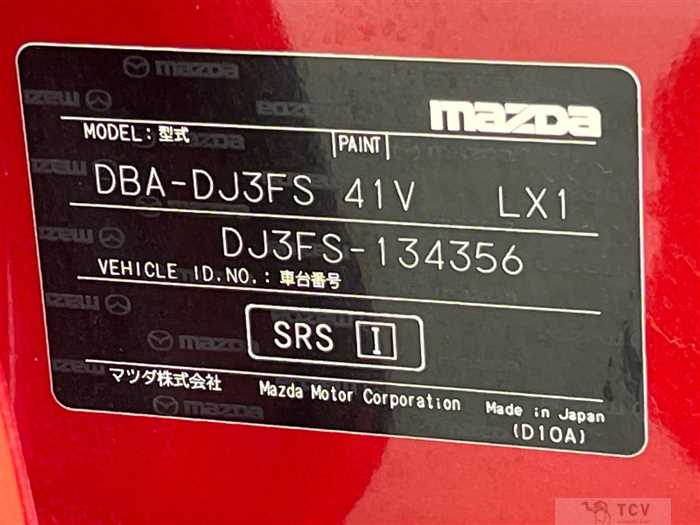 mazda
MODEL: 型式
PAINT
DBA-DJ3FS 41V LX1
DJ3FS-134356
VEHICLE ID.NO.: 車台番号
SRS I
マツダ株式会社 Mazda Motor Corporation Made in Japan
(D10A)
TCV